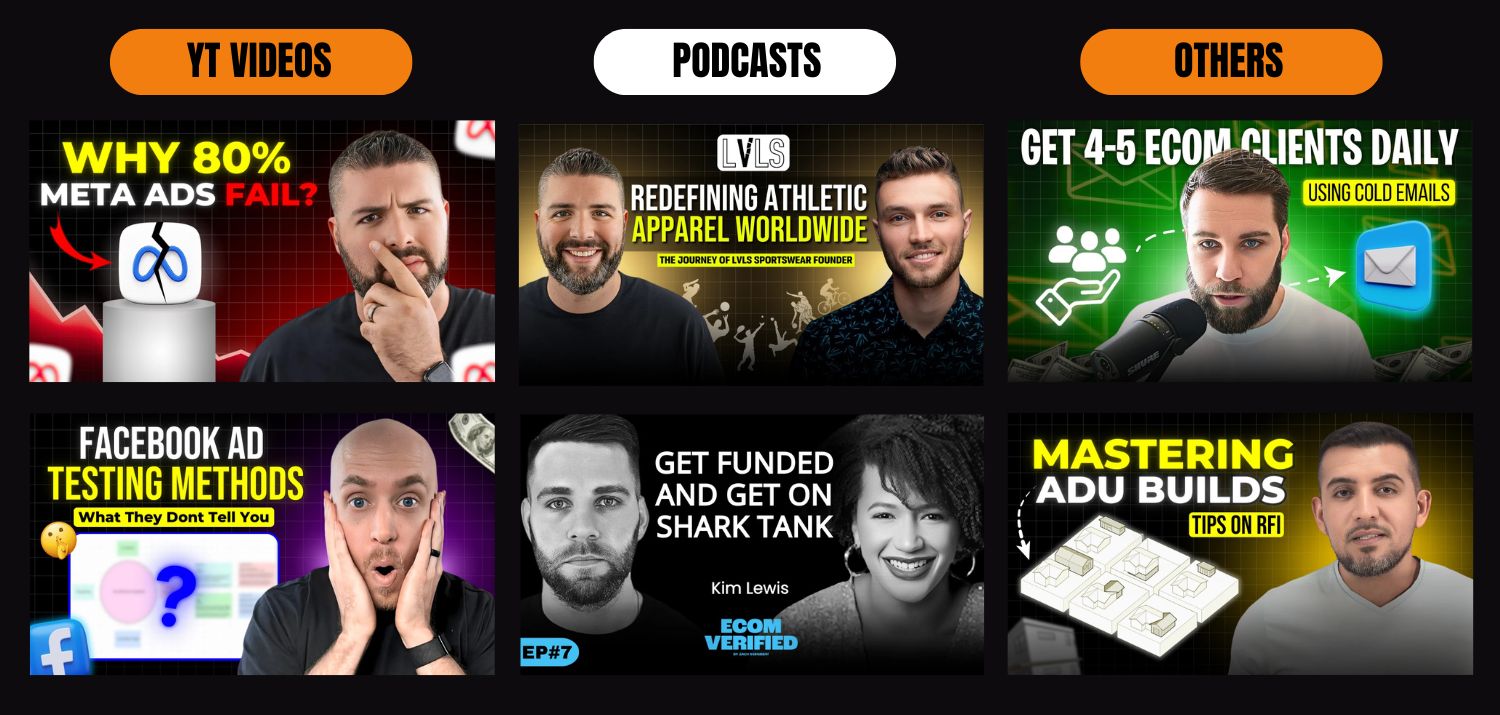 YT VIDEOS
PODCASTS
OTHERS
WHY 80%
META ADS FAIL?
LVLS
REDEFINING ATHLETIC
APPAREL WORLDWIDE
THE JOURNEY OF LVLS SPORTSWEAR FOUNDER
GET 4-5 ECOM CLIENTS DAILY
USING COLD EMAILS
SHURE
FACEBOOK AD
TESTING METHODS
What They Dont Tell You
?
f
GET FUNDED
AND GET ON
SHARK TANK
Kim Lewis
ECOM
VERIFIED
EP#7
MASTERING
ADU BUILDS
TIPS ON RFI